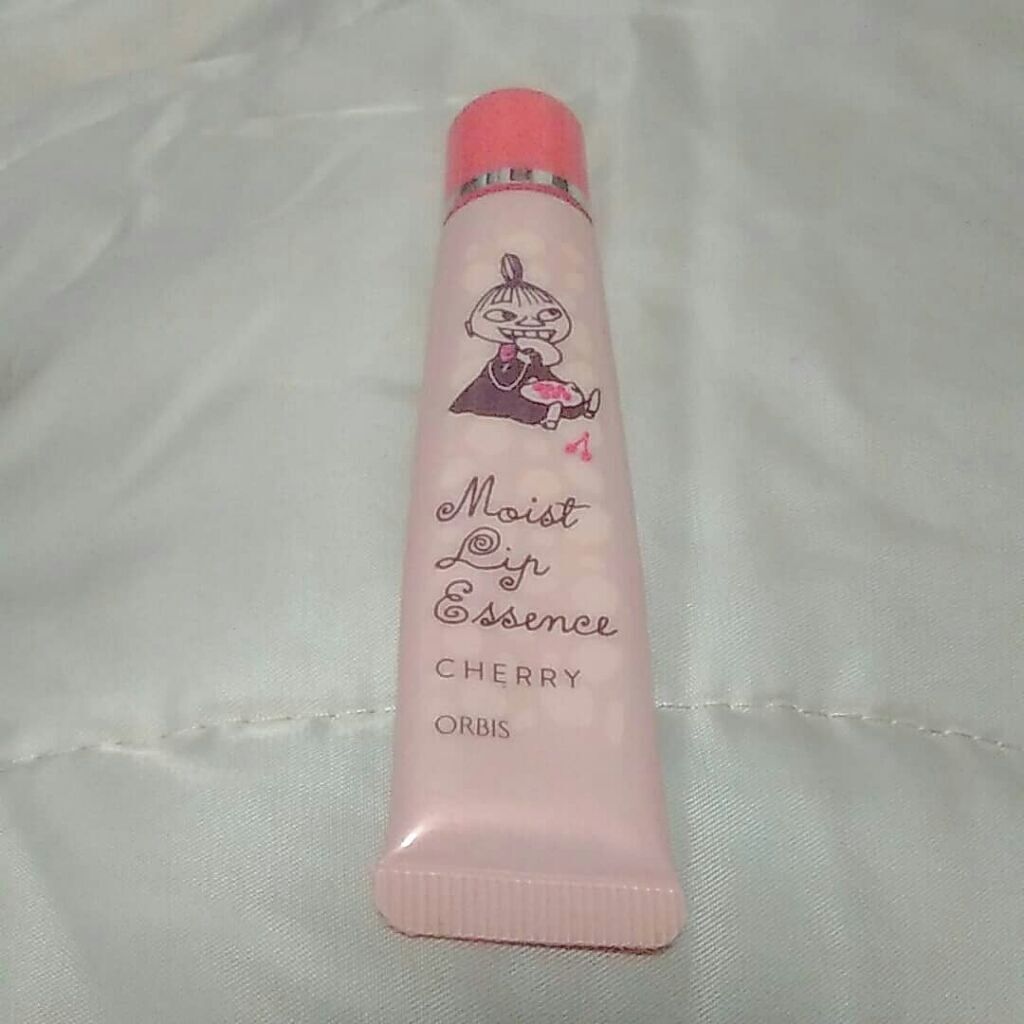 Moist
Lip
Essence
CHERRY
ORBIS